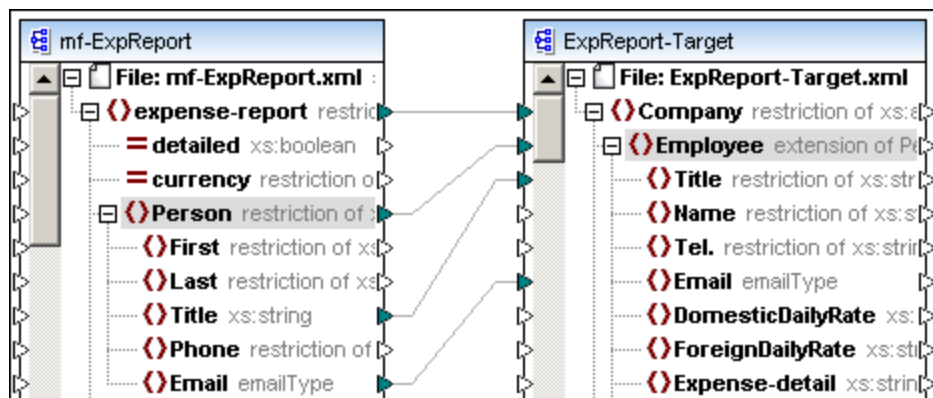 mf-ExpReport
File: mf-ExpReport.xml
expense-report restric
detailed xs:boolean
currency restriction o
Person restriction of
First restriction of xs
Last restriction of xs
Title xs:string
Phone restriction of
Email emailType
ExpReport-Target
File: ExpReport-Target.xml
Company restriction of xs:
Employee extension of Pe
Title restriction of xs:str
Name restriction of xs:s
Tel. restriction of xs:strin
Email emailType
DomesticDailyRate xs:
ForeignDailyRate xs:st
Expense-detail xs:strin